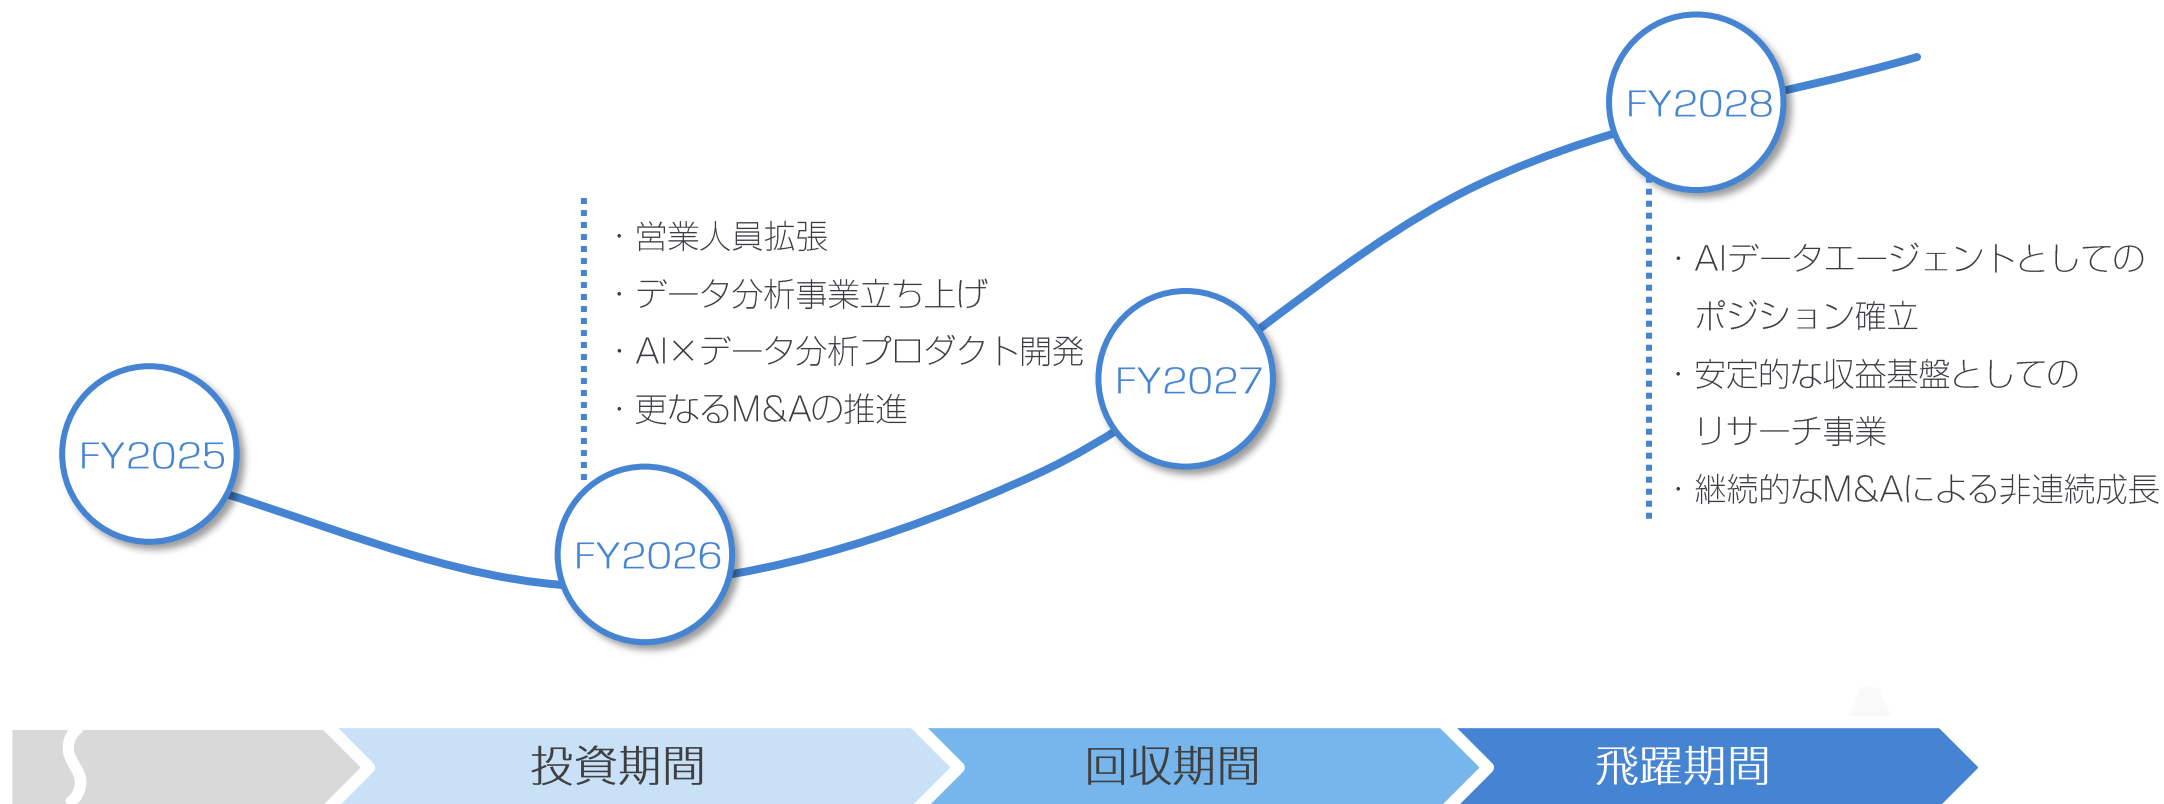 FY2025
FY2026
・営業人員拡張
・データ分析事業立ち上げ
・AI×データ分析プロダクト開発
・更なるM&Aの推進
FY2027
FY2028
・AIデータエージェントとしての
ポジション確立
・安定的な収益基盤としての
リサーチ事業
・継続的なM&Aによる非連続成長
投資期間
回収期間
飛躍期間